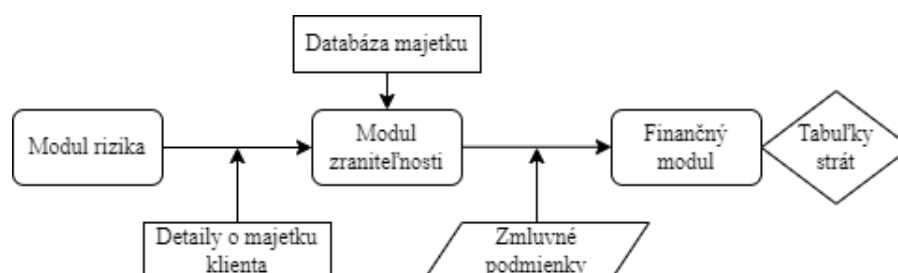 Databáza majetku
Modul rizika
Modul
zraniteľnosti
Finančný
modul
Tabuľky
strát
Detaily o majetku
klienta
Zmluvné
podmienky